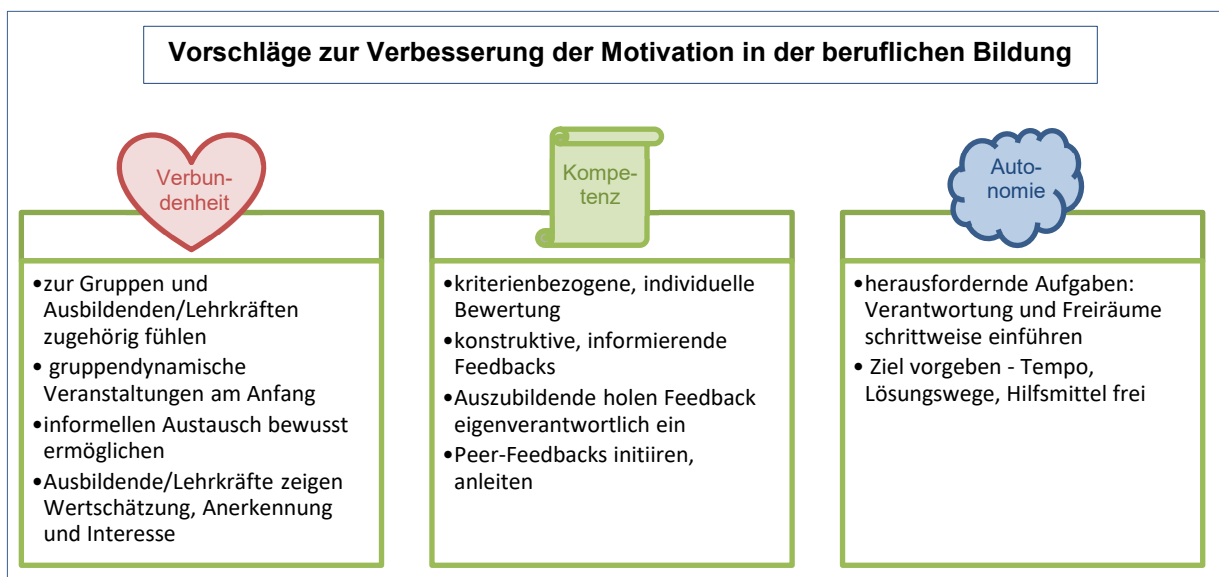 Vorschläge zur Verbesserung der Motivation in der beruflichen Bildung
Verbun-
denheit
•zur Gruppen und
Ausbildenden/Lehrkräften
zugehörig fühlen
• gruppendynamische
Veranstaltungen am Anfang
•informellen Austausch bewusst
ermöglichen
•Ausbildende/Lehrkräfte zeigen
Wertschätzung, Anerkennung
und Interesse
Kompe-
tenz
•kriterienbezogene, individuelle
Bewertung
•konstruktive, informierende
Feedbacks
•Auszubildende holen Feedback
eigenverantwortlich ein
•Peer-Feedbacks initiiren,
anleiten
Auto-
nomie
•herausfordernde Aufgaben:
Verantwortung und Freiräume
schrittweise einführen
• Ziel vorgeben - Tempo,
Lösungswege, Hilfsmittel frei